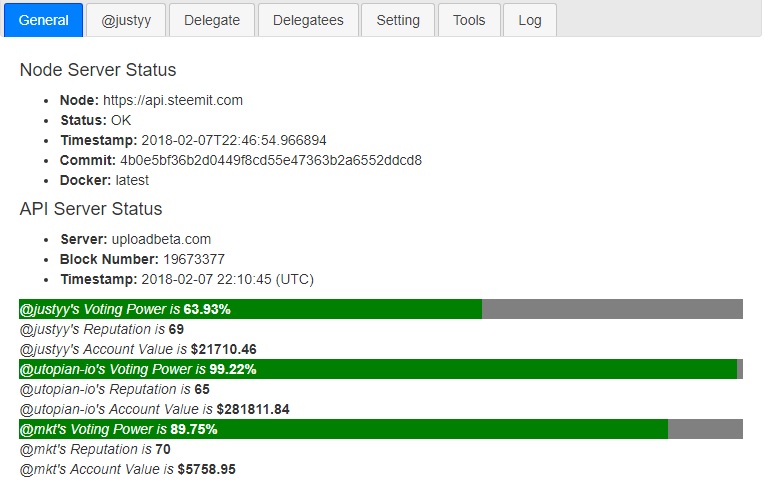 General @justyy Delegate Delegatees Setting Tools Log
Node Server Status
Node: https://api.steemit.com
Status: OK
Timestamp: 2018-02-07T22:46:54.966894
Commit: 4b0e5bf36b2d0449f8cd55e47363b2a6552ddcd8
Docker: latest
API Server Status
Server: uploadbeta.com
Block Number: 19673377
Timestamp: 2018-02-07 22:10:45 (UTC)
@justyy's Voting Power is 63.93%
@justyy's Reputation is 69
@justyy's Account Value is $21710.46
@utopian-io's Voting Power is 99.22%
@utopian-io's Reputation is 65
@utopian-io's Account Value is $281811.84
@mkt's Voting Power is 89.75%
@mkt's Reputation is 70
@mkt's Account Value is $5758.95